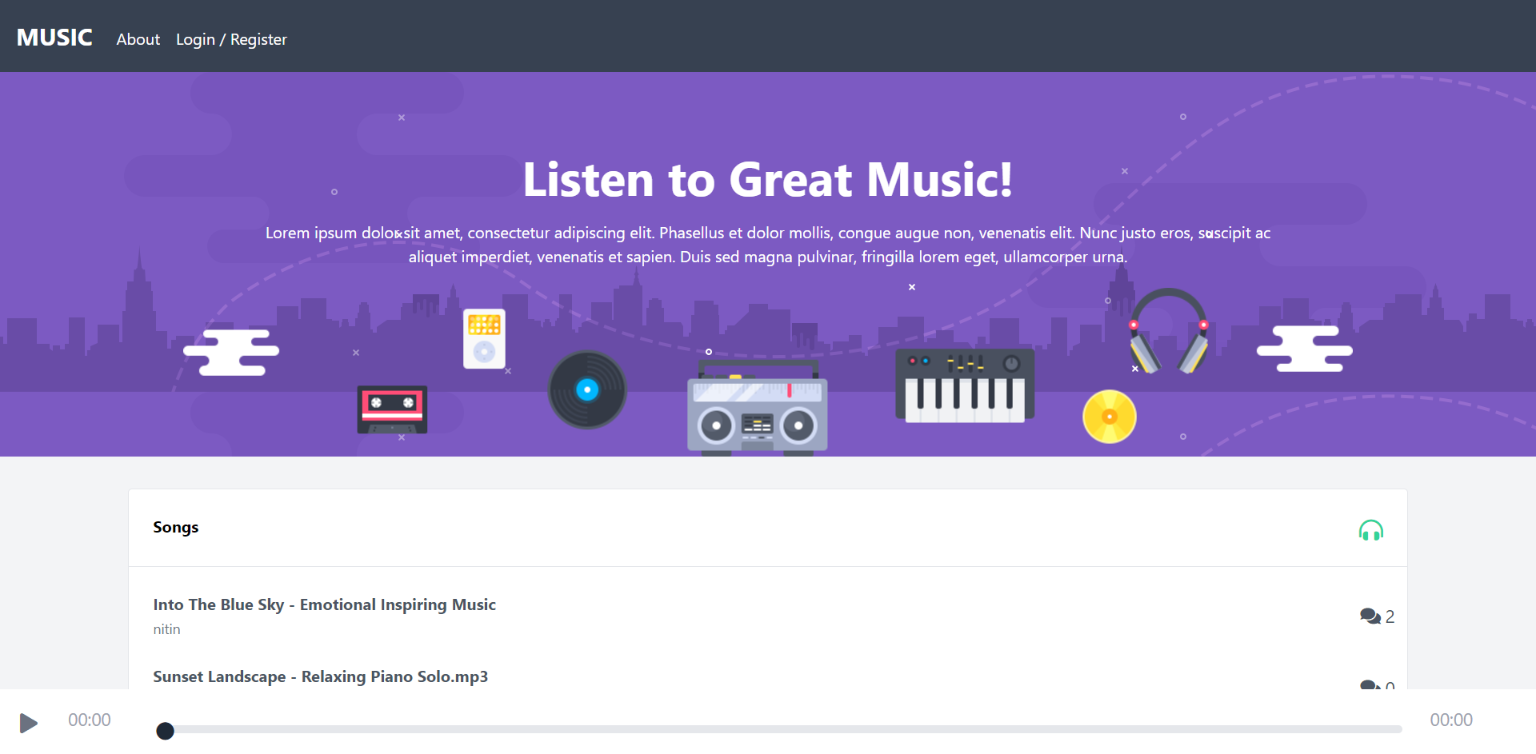 MUSIC About Login / Register
Listen to Great Music!
Lorem ipsum dolor sit amet, consectetur adipiscing elit. Phasellus et dolor mollis, congue augue non, venenatis elit. Nunc justo eros, suscipit ac
aliquet imperdiet, venenatis et sapien. Duis sed magna pulvinar, fringilla lorem eget, ullamcorper urna.
Songs
Into The Blue Sky - Emotional Inspiring Music
2
nitin
Sunset Landscape - Relaxing Piano Solo.mp3
0
00:00 00:00